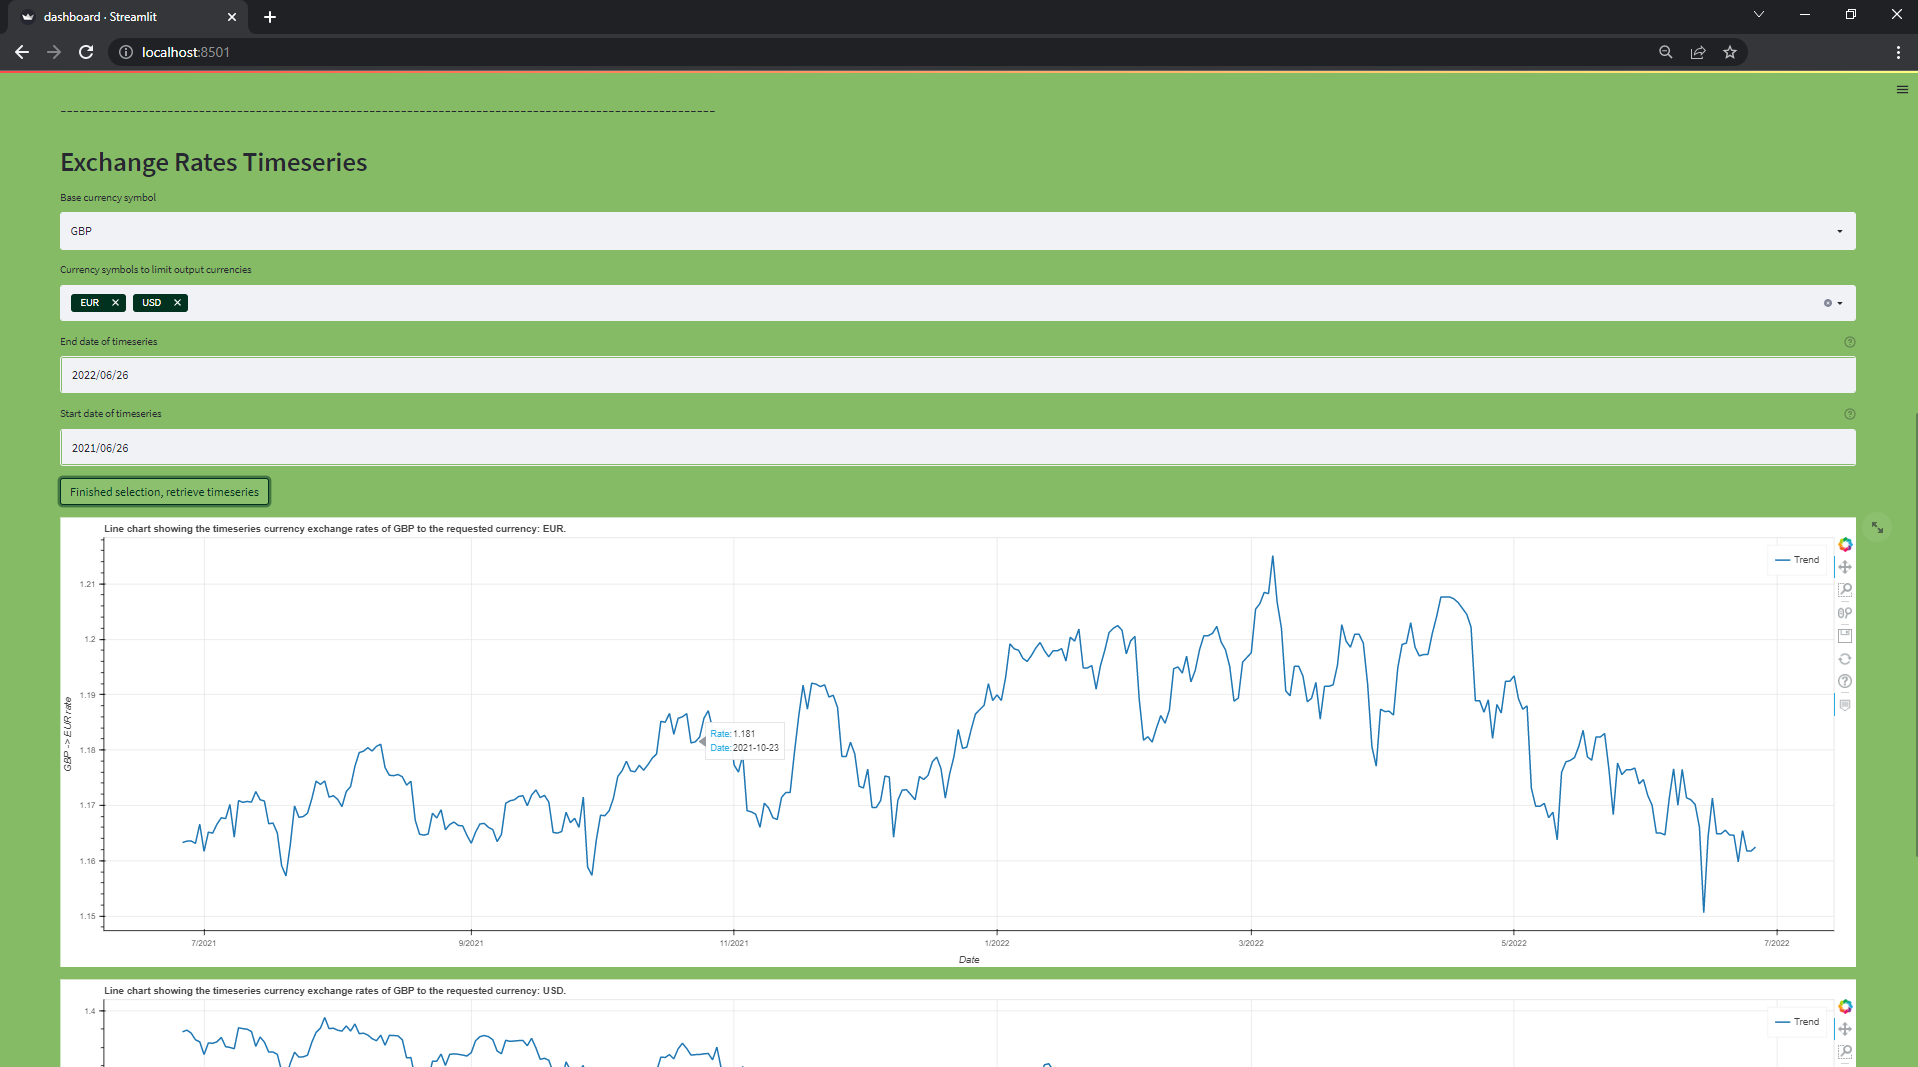 dashboard · Streamlit
localhost:8501
--------------------------------------------------------------------------------------------------------------
Exchange Rates Timeseries
Base currency symbol
GBP
Currency symbols to limit output currencies
EUR USD
End date of timeseries
2022/06/26
Start date of timeseries
2021/06/26
Finished selection, retrieve timeseries
Line chart showing the timeseries currency exchange rates of GBP to the requested currency: EUR.
Trend
1.21
1.2
1.19
1.18
1.17
1.16
1.15
GBP -> EUR rate
Rate: 1.181
Date: 2021-10-23
7/2021 9/2021 11/2021 1/2022 3/2022 5/2022 7/2022
Date
Line chart showing the timeseries currency exchange rates of GBP to the requested currency: USD.
1.4
Trend